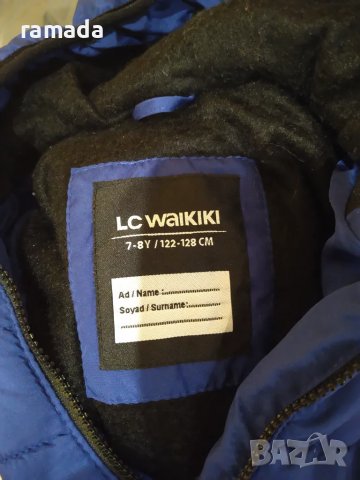 ramada
LC WAIKIKI
7-8Y / 122-128 CM
Ad / Name :
Soyad / Surname:
BAZAR